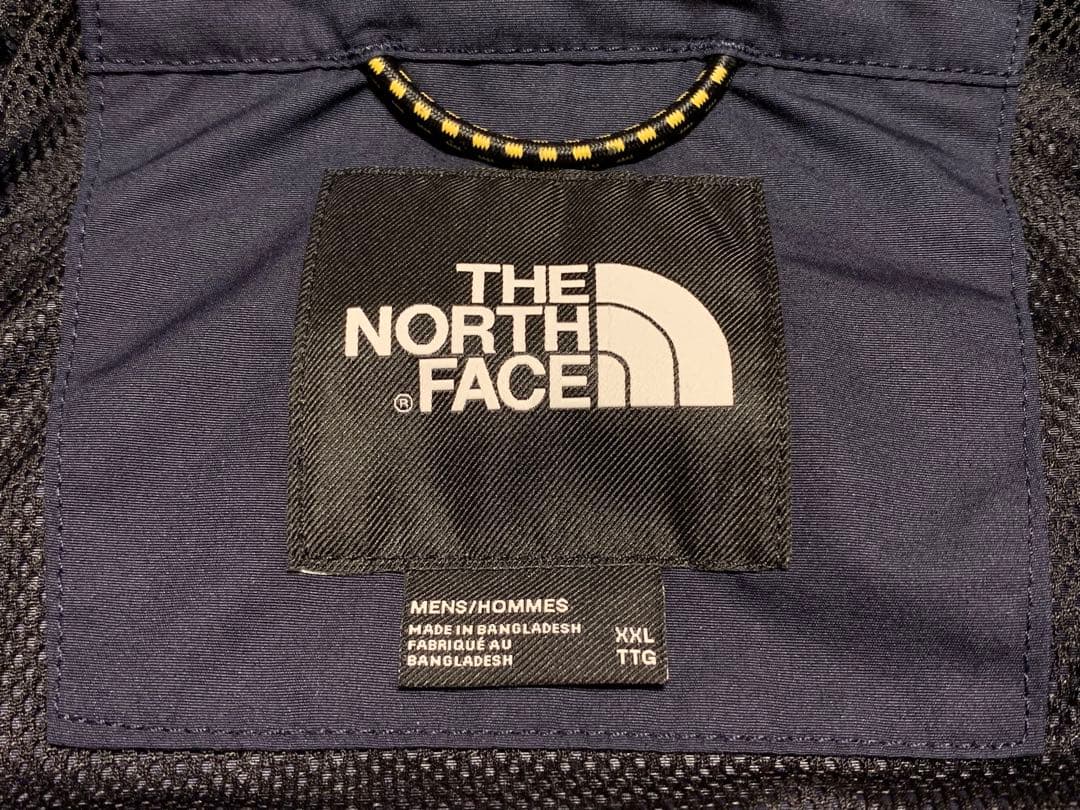 THE
NORTH
® FACE
MENS/HOMMES
MADE IN BANGLADESH
FABRIQUÉ AU
BANGLADESH
XXL
TTG